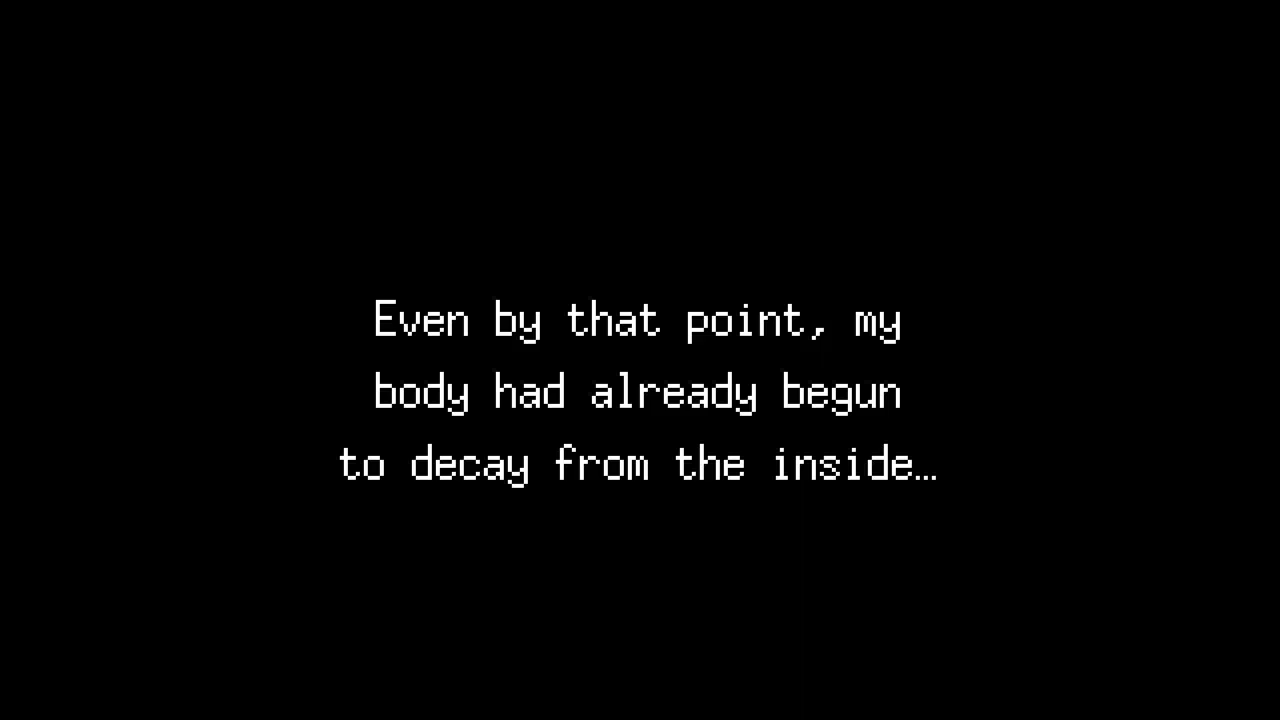 Even by that point, my
body had already begun
to decay from the inside…